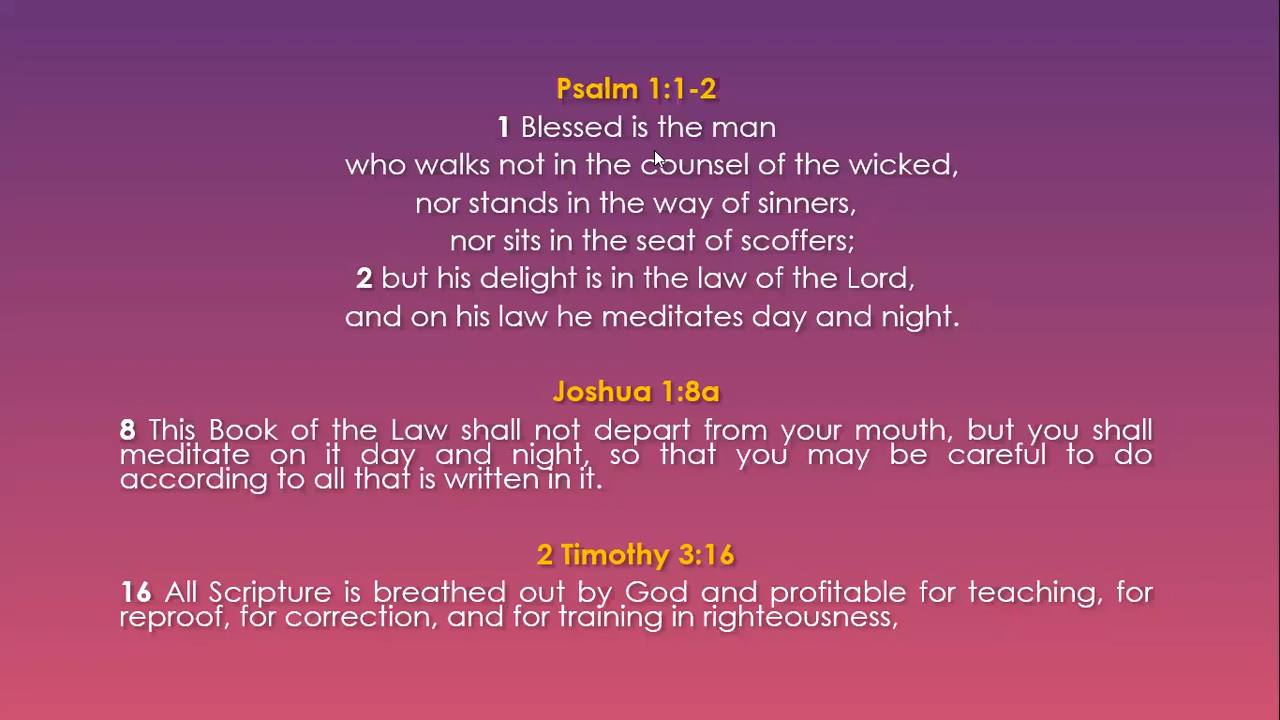 Psalm 1:1-2
1 Blessed is the man
who walks not in the counsel of the wicked,
nor stands in the way of sinners,
nor sits in the seat of scoffers;
2 but his delight is in the law of the Lord,
and on his law he meditates day and night.
Joshua 1:8a
8 This Book of the Law shall not depart from your mouth, but you shall
meditate on it day and night, so that you may be careful to do
according to all that is written in it.
2 Timothy 3:16
16 All Scripture is breathed out by God and profitable for teaching, for
reproof, for correction, and for training in righteousness,